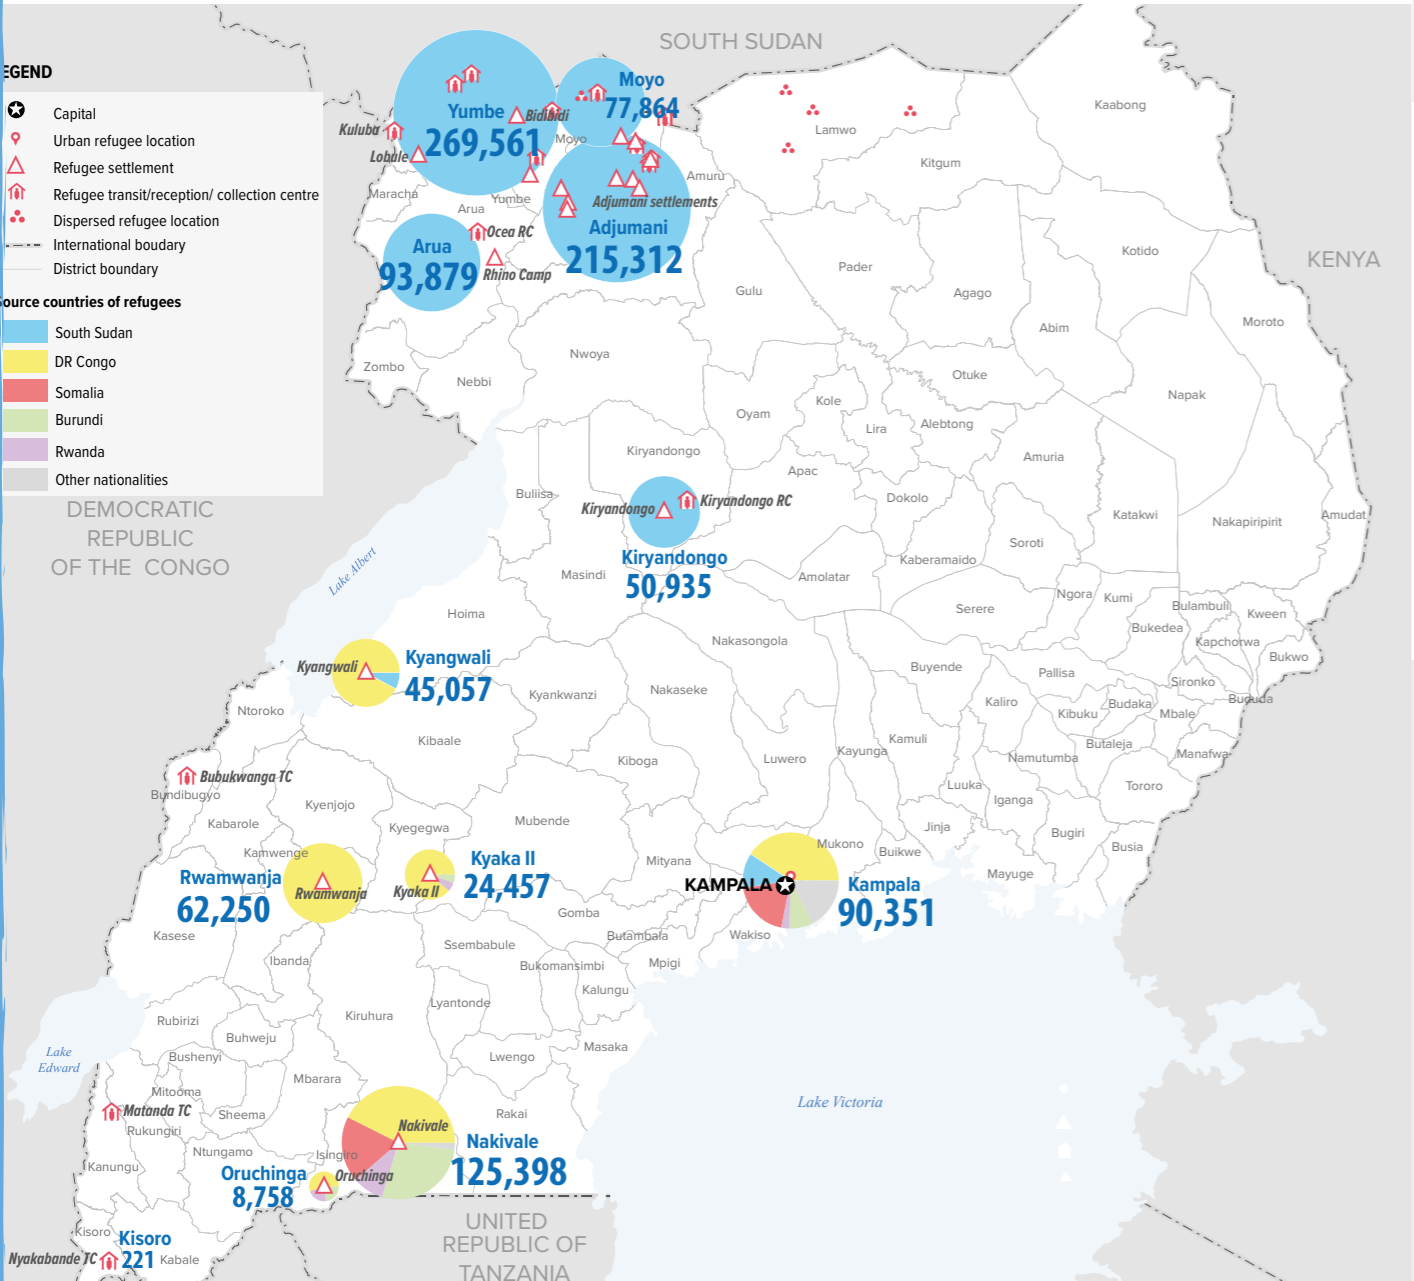 SOUTH SUDAN
EGEND
Capital
Urban refugee location
Refugee settlement
Refugee transit/reception/ collection centre
Dispersed refugee location
International boudary
District boundary
ource countries of refugees
South Sudan
DR Congo
Somalia
Burundi
Rwanda
Other nationalities
DEMOCRATIC
REPUBLIC
OF THE CONGO
KENYA
Moyo
77,864
Yumbe
Bidibidi
269,561
Kuluba
Lobule
Moyo
Maracha
Yumbe
Arua
Amuru
Adjumani settlements
Adjumani
215,312
Ocea RC
Arua
93,879
Rhino Camp
Lamwo
Kitgum
Kaabong
Kotido
Pader
Agago
Gulu
Abim
Moroto
Zombo
Nebbi
Nwoya
Otuke
Napak
Kole
Oyam
Lira
Alebtong
Kiryandongo
Amuria
Apac
Buliisa
Kiryandongo
Kiryandongo RC
Dokolo
Katakwi
Nakapiripirit
Amudat
Kiryandongo
50,935
Soroti
Kaberamaido
Masindi
Amolatar
Lake Albert
Hoima
Serere
Ngora
Kumi
Bulambuli
Kween
Bukedea
Kapchorwa
Bukwo
Nakasongola
Kyangwali
Kyangwali
45,057
Buyende
Pallisa
Sironko
Bududa
Kyankwanzi
Nakaseke
Kaliro
Kibuku
Budaka
Mbale
Ntoroko
Kibaale
Kamuli
Kayunga
Butaleja
Manafwa
Namutumba
Kiboga
Luwero
Bubukwanga TC
Bundibugyo
Luuka
Tororo
Iganga
Kyenjojo
Kabarole
Kyegegwa
Mubende
Jinja
Bugiri
Busia
Mukono
Buikwe
Kamwenge
Mityana
Mayuge
Rwamwanja
62,250
Rwamwanja
Kyaka II
24,457
Kyaka II
KAMPALA
Kampala
90,351
Kasese
Gomba
Butambala
Wakiso
Ssembabule
Mpigi
Ibanda
Bukomansimbi
Kalungu
Lyantonde
Kiruhura
Rubirizi
Buhweju
Bushenyi
Masaka
Lwengo
Lake
Edward
Mbarara
Mitooma
Lake Victoria
Matanda TC
Sheema
Rakai
Rukungiri
Nakivale
Nakivale
125,398
Ntungamo
Isingiro
Kanungu
Oruchinga
8,758
Oruchinga
Kisoro
Kisoro
221
Nyakabande TC
Kabale
UNITED
REPUBLIC OF
TANZANIA